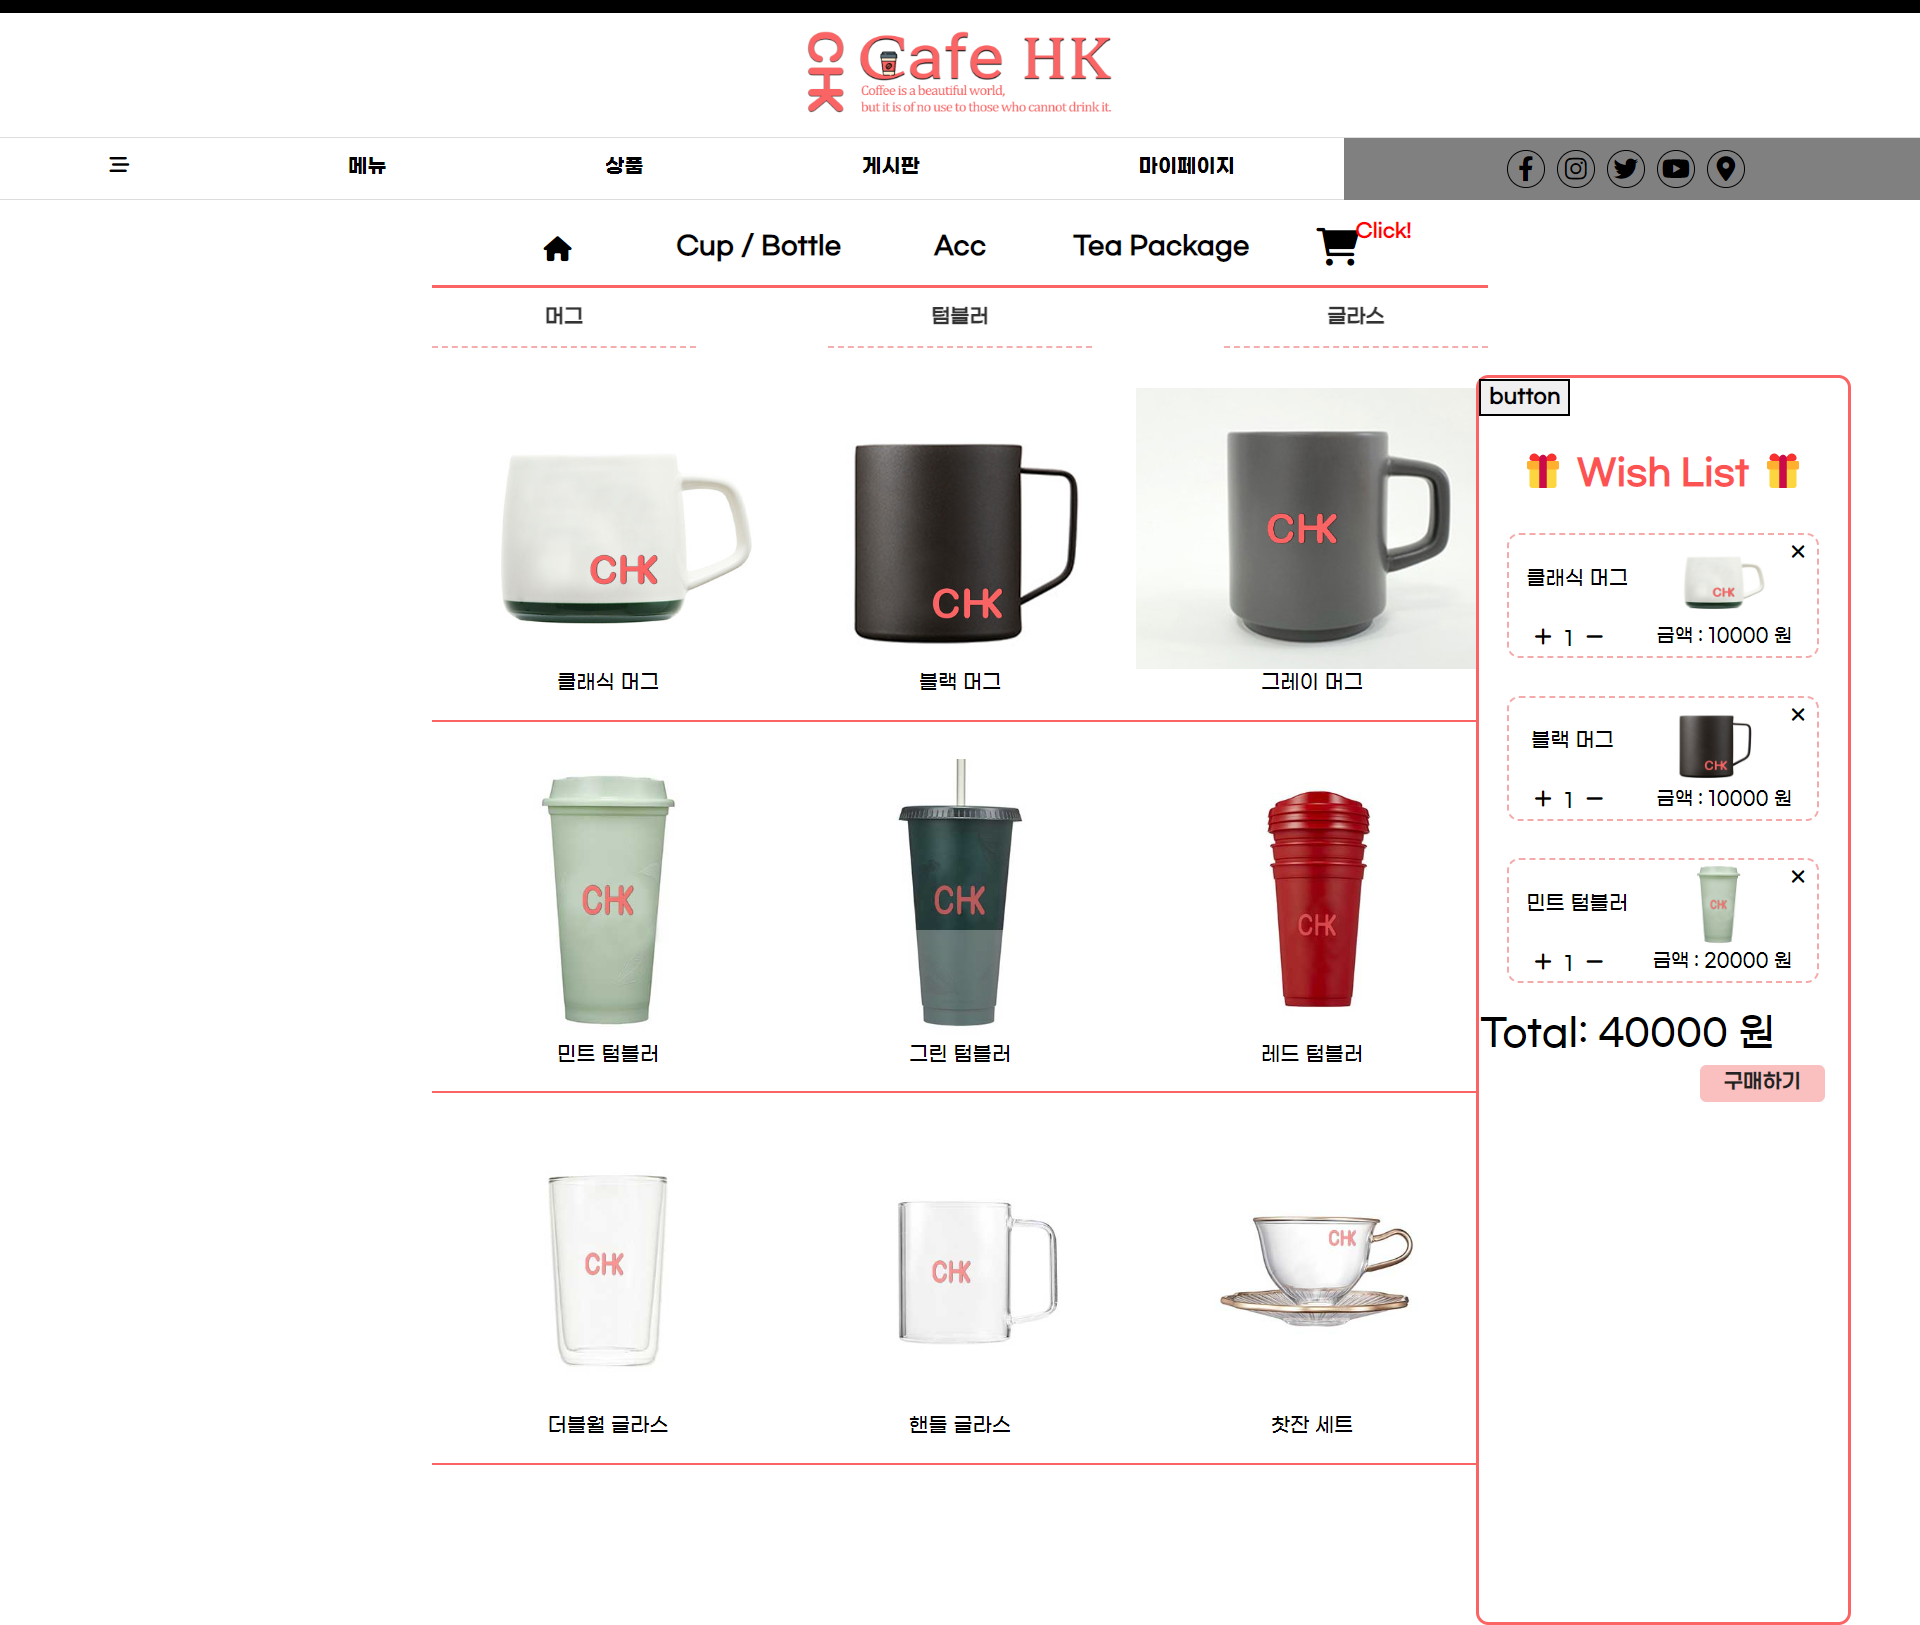 CHK
Cafe HK
Coffee is a beautiful world,
but it is of no use to those who cannot drink it.
메뉴
상품
게시판
마이페이지
Cup / Bottle
Acc
Tea Package
Click!
머그
텀블러
글라스
CHK
CHK
CHK
클래식 머그
블랙 머그
그레이 머그
CHK
CHK
CHK
민트 텀블러
그린 텀블러
레드 텀블러
CHK
CHK
CHK
더블월 글라스
핸들 글라스
찻잔 세트
button
Wish List
클래식 머그
CHK
×
+ 1 −
금액 : 10000 원
블랙 머그
CHK
×
+ 1 −
금액 : 10000 원
민트 텀블러
CHK
×
+ 1 −
금액 : 20000 원
Total: 40000 원
구매하기